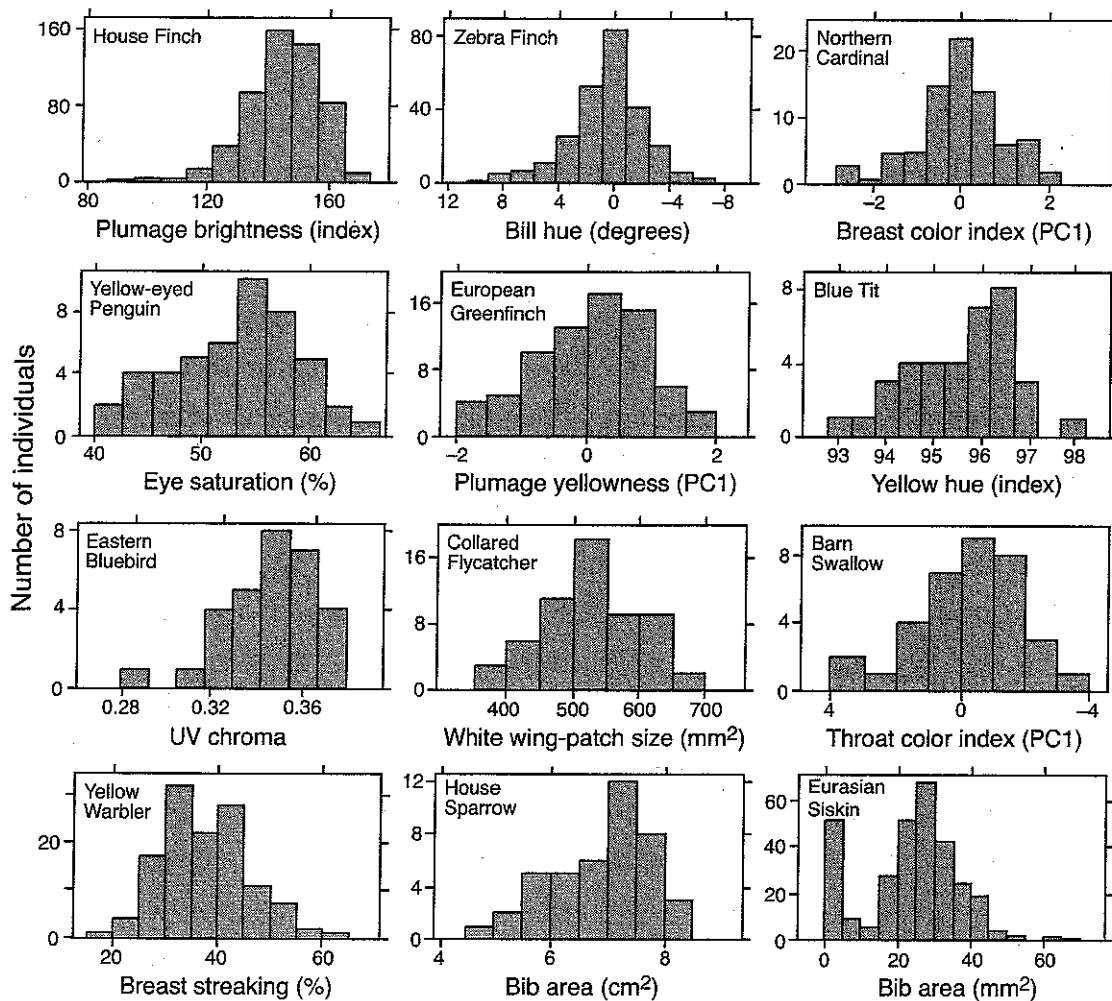 Number of individuals
House Finch
160
80
0
80
120
160
Plumage brightness (index)
Zebra Finch
80
40
0
12
8
4
0
-4
-8
Bill hue (degrees)
Northern
Cardinal
20
10
0
-2
0
2
Breast color index (PC1)
Yellow-eyed
Penguin
8
4
0
40
50
60
Eye saturation (%)
European
Greenfinch
16
8
0
-2
0
2
Plumage yellowness (PC1)
Blue Tit
8
4
0
93
94
95
96
97
98
Yellow hue (index)
Eastern
Bluebird
8
4
0
0.28
0.32
0.36
UV chroma
Collared
Flycatcher
16
8
0
400
500
600
700
White wing-patch size (mm²)
Barn
Swallow
8
4
0
4
0
-4
Throat color index (PC1)
Yellow
Warbler
20
0
20
40
60
Breast streaking (%)
House
Sparrow
12
8
4
0
4
6
8
Bib area (cm²)
Eurasian
Siskin
60
40
20
0
0
20
40
60
Bib area (mm²)